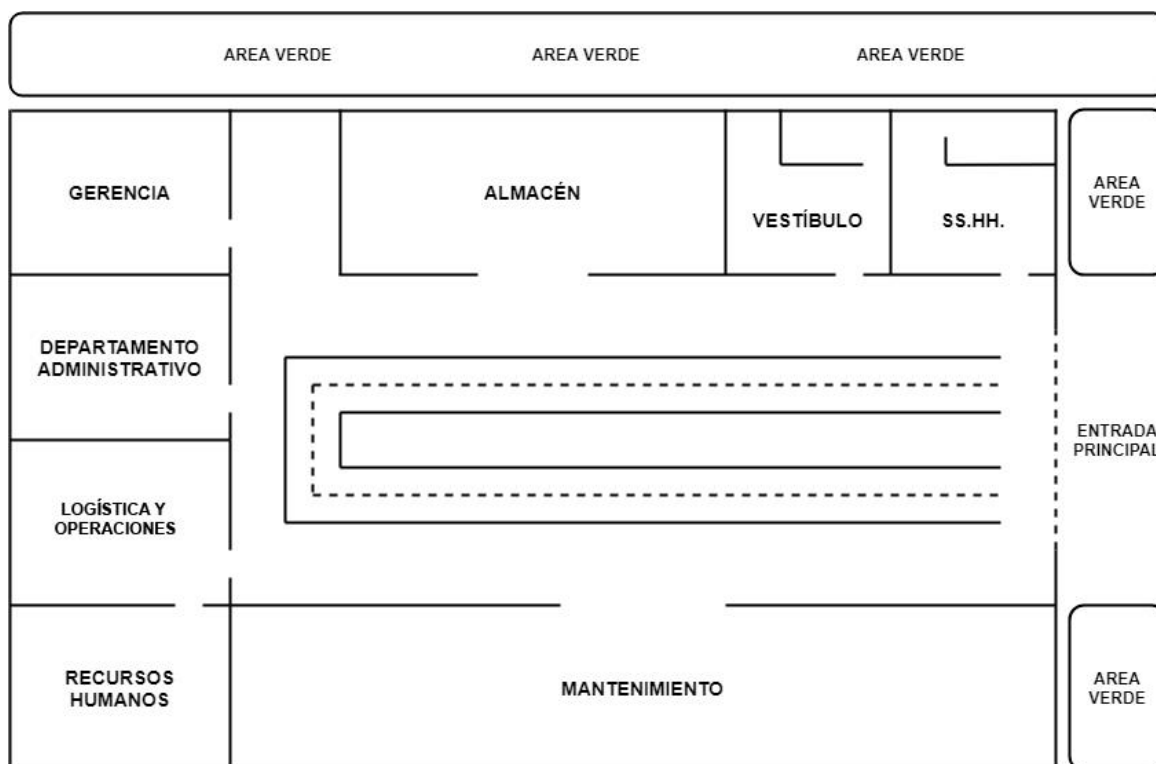 AREA VERDE
AREA VERDE
AREA VERDE
GERENCIA
ALMACÉN
VESTÍBULO
SS.HH.
AREA
VERDE
DEPARTAMENTO
ADMINISTRATIVO
ENTRADA
PRINCIPAL
LOGÍSTICA Y
OPERACIONES
RECURSOS
HUMANOS
MANTENIMIENTO
AREA
VERDE